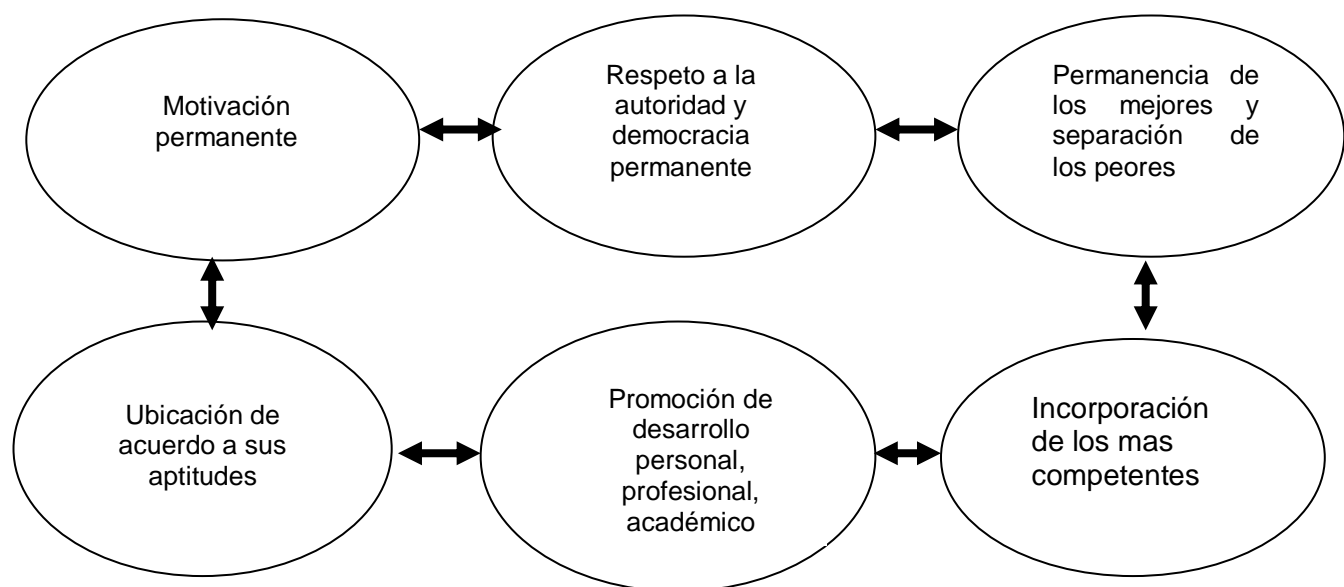 Motivación
permanente
Respeto a la
autoridad y
democracia
permanente
Permanencia de
los mejores y
separación de
los peores
Ubicación de
acuerdo a sus
aptitudes
Promoción de
desarrollo
personal,
profesional,
académico
Incorporación
de los mas
competentes